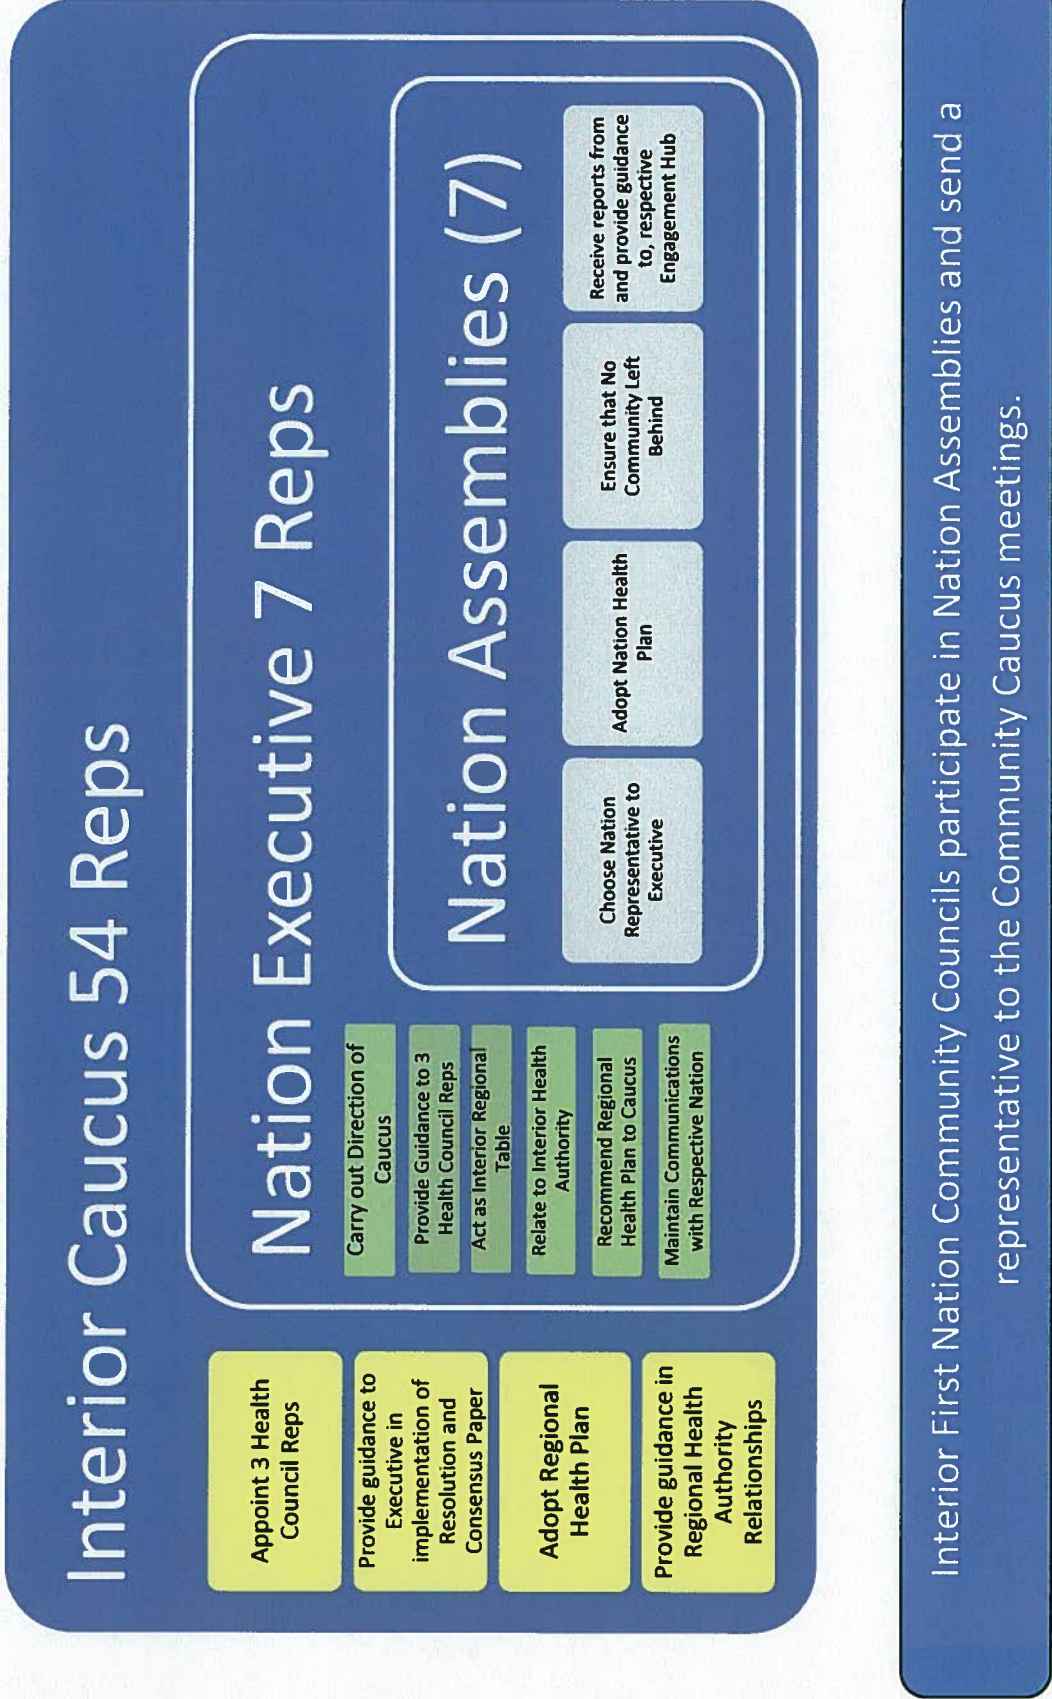 Interior Caucus 54 Reps
Appoint 3 Health
Council Reps
Provide guidance to
Executive in
implementation of
Resolution and
Consensus Paper
Adopt Regional
Health Plan
Provide guidance in
Regional Health
Authority
Relationships
Nation Executive 7 Reps
Carry out Direction of
Caucus
Provide Guidance to 3
Health Council Reps
Act as Interior Regional
Table
Relate to Interior Health
Authority
Recommend Regional
Health Plan to Caucus
Maintain Communications
with Respective Nation
Nation Assemblies (7)
Choose Nation
Representative to
Executive
Adopt Nation Health
Plan
Ensure that No
Community Left
Behind
Receive reports from
and provide guidance
to, respective
Engagement Hub
Interior First Nation Community Councils participate in Nation Assemblies and send a
representative to the Community Caucus meetings.